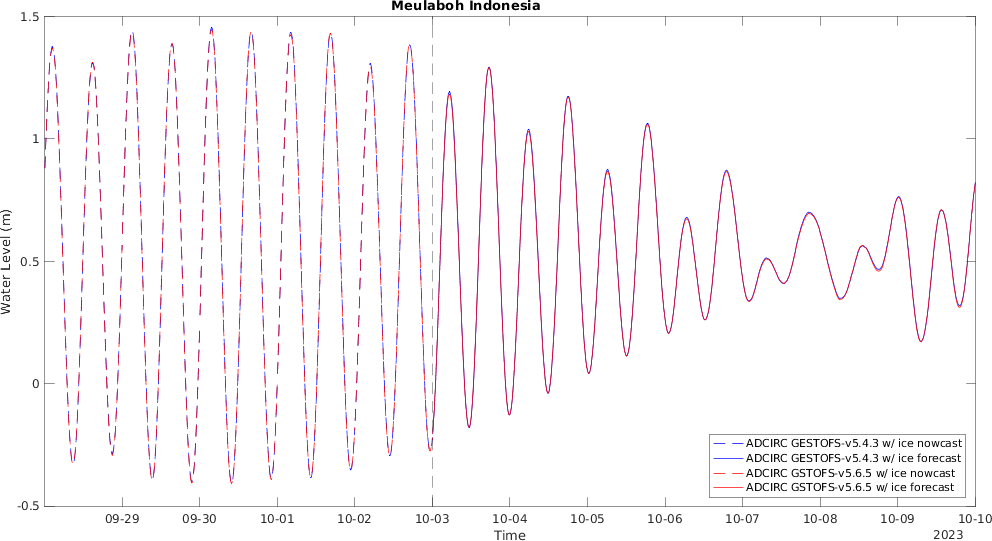 Meulaboh Indonesia
1.5
1
0.5
0
-0.5
Water Level (m)
ADCIRC GESTOFS-v5.4.3 w/ ice nowcast
ADCIRC GESTOFS-v5.4.3 w/ ice forecast
ADCIRC GSTOFS-v5.6.5 w/ ice nowcast
ADCIRC GSTOFS-v5.6.5 w/ ice forecast
09-29 09-30 10-01 10-02 10-03 10-04 10-05 10-06 10-07 10-08 10-09 10-10
Time
2023